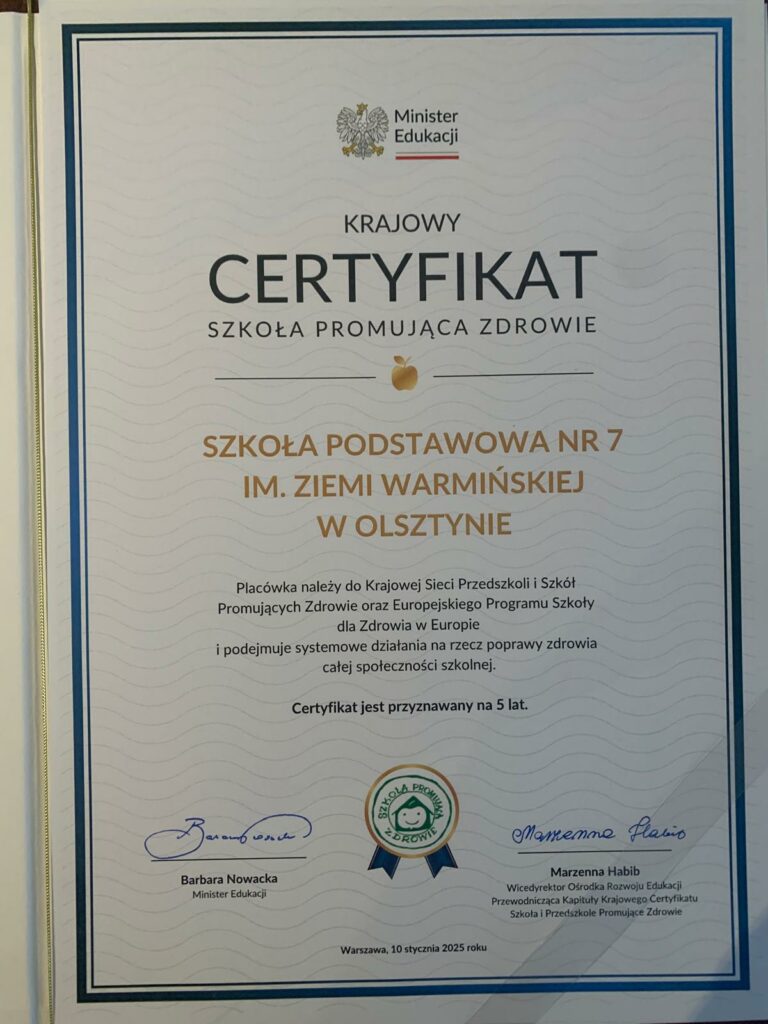 Minister
Edukacji
KRAJOWY
CERTYFIKAT
SZKOŁA PROMUJĄCA ZDROWIE
SZKOŁA PODSTAWOWA NR 7
IM. ZIEMI WARMIŃSKIEJ
W OLSZTYNIE
Placówka należy do Krajowej Sieci Przedszkoli i Szkół
Promujących Zdrowie oraz Europejskiego Programu Szkoły
dla Zdrowia w Europie
i podejmuje systemowe działania na rzecz poprawy zdrowia
całej społeczności szkolnej.
Certyfikat jest przyznawany na 5 lat.
SZKOŁA PROMUJĄCA
ZDROWIE
Marzenna Habib
Barbara Nowacka
Minister Edukacji
Marzenna Habib
Wicedyrektor Ośrodka Rozwoju Edukacji
Przewodnicząca Kapituły Krajowego Certyfikatu
Szkoła i Przedszkole Promujące Zdrowie
Warszawa, 10 stycznia 2025 roku